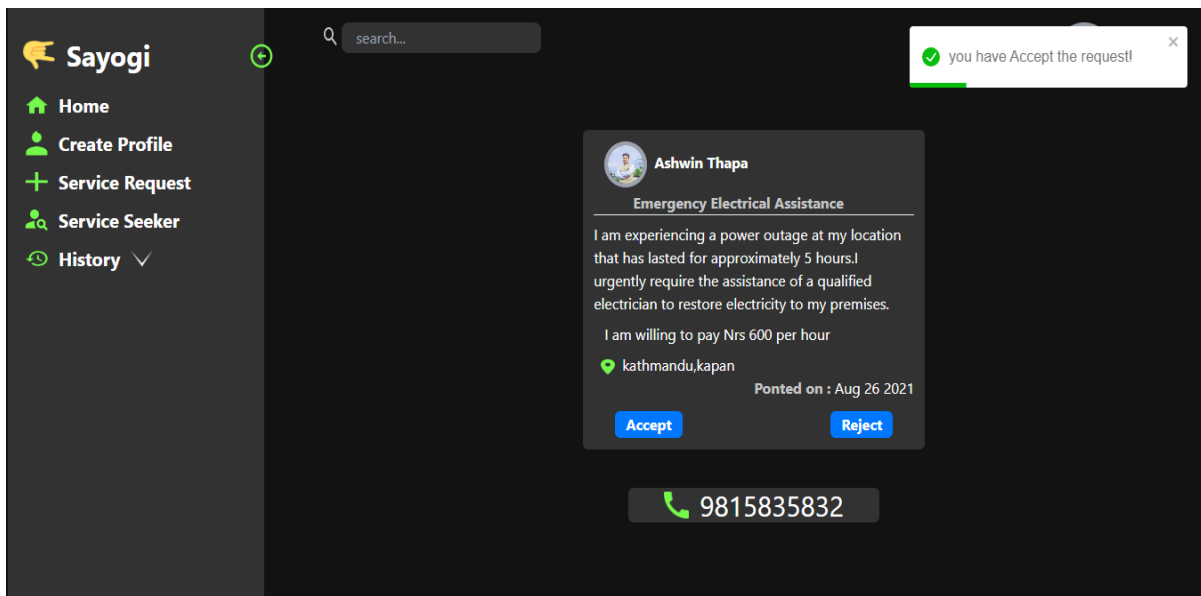 Sayogi
Home
Create Profile
Service Request
Service Seeker
History
search...
you have Accept the request!
Ashwin Thapa
Emergency Electrical Assistance
I am experiencing a power outage at my location
that has lasted for approximately 5 hours.I
urgently require the assistance of a qualified
electrician to restore electricity to my premises.
I am willing to pay Nrs 600 per hour
kathmandu,kapan
Ponted on : Aug 26 2021
Accept Reject
9815835832